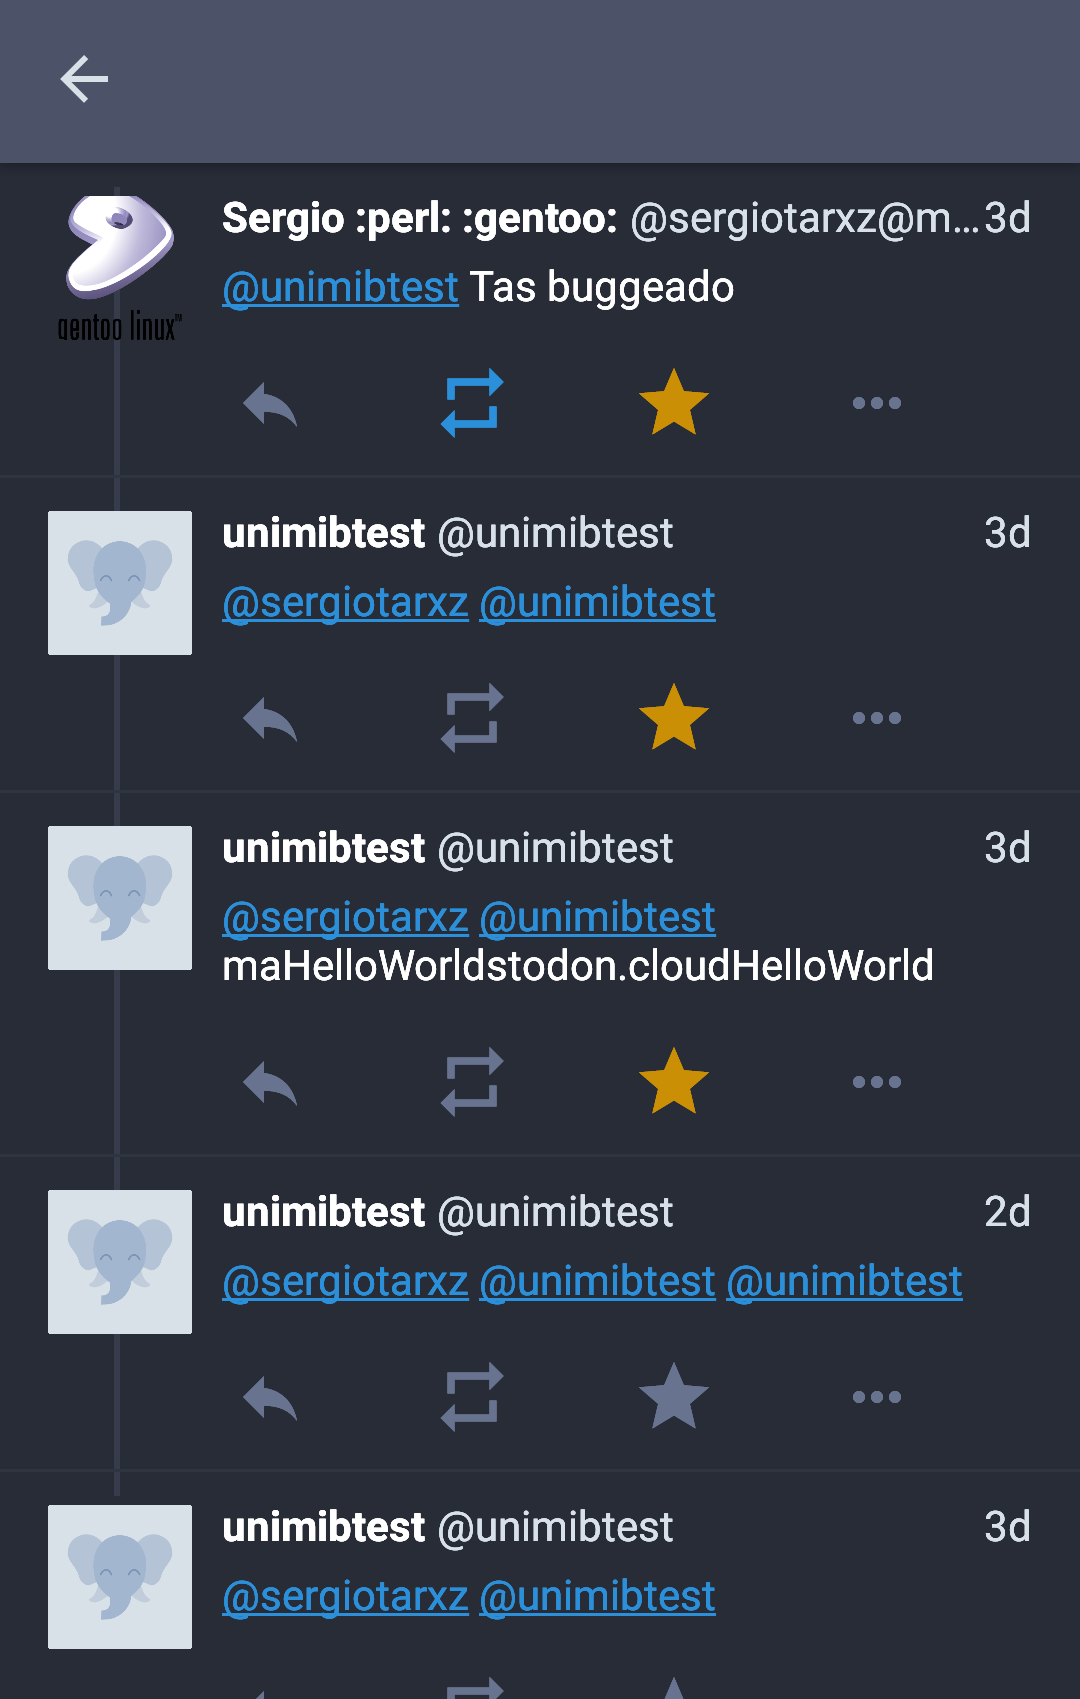 Sergio :perl: :gentoo: @sergiotarxz@m... 3d
@unimibtest Tas buggeado
gentoo linux™
unimibtest @unimibtest 3d
@sergiotarxz @unimibtest
unimibtest @unimibtest 3d
@sergiotarxz @unimibtest
maHelloWorldstodon.cloudHelloWorld
unimibtest @unimibtest 2d
@sergiotarxz @unimibtest @unimibtest
unimibtest @unimibtest 3d
@sergiotarxz @unimibtest